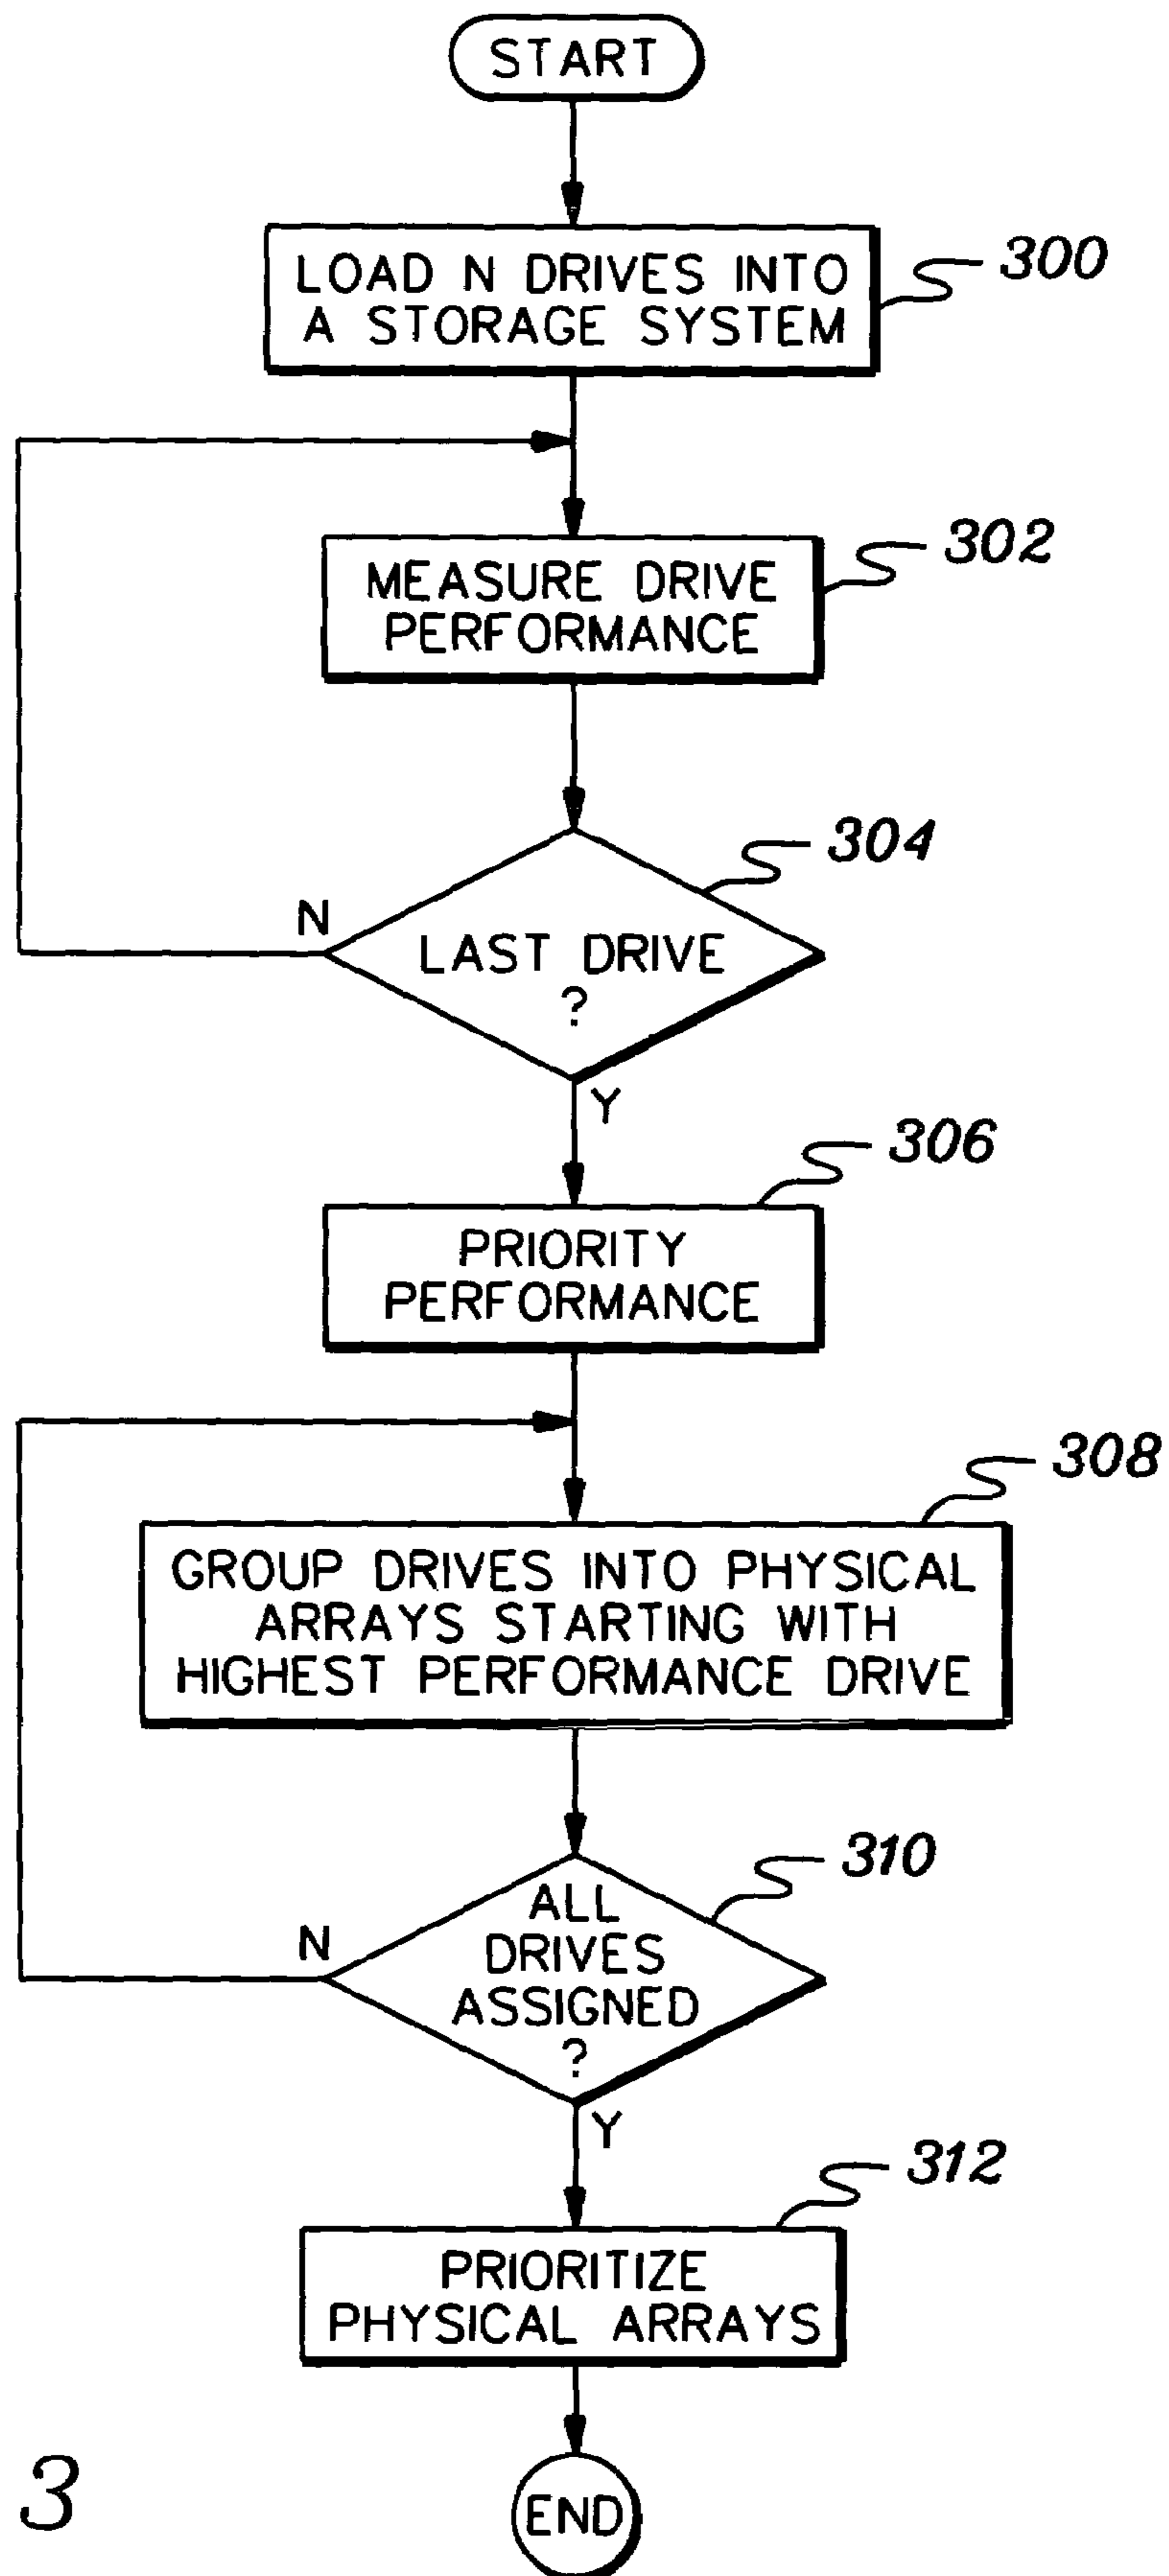 START
LOAD N DRIVES INTO
A STORAGE SYSTEM
300
MEASURE DRIVE
PERFORMANCE
302
304
N
LAST DRIVE
?
Y
306
PRIORITY
PERFORMANCE
308
GROUP DRIVES INTO PHYSICAL
ARRAYS STARTING WITH
HIGHEST PERFORMANCE DRIVE
310
N
ALL
DRIVES
ASSIGNED
?
Y
312
PRIORITIZE
PHYSICAL ARRAYS
END
3